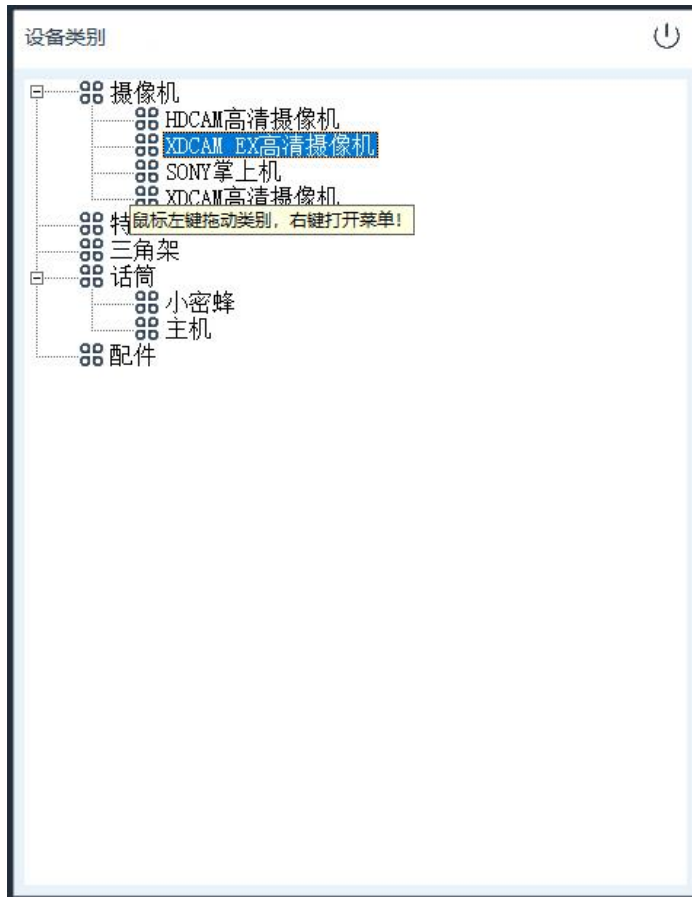 设备类别
摄像机
HDCAM高清摄像机
XDCAM EX高清摄像机
SONY掌上机
XDCAM高清摄像机
特
鼠标左键拖动类别，右键打开菜单！
三角架
话筒
小密蜂
主机
配件